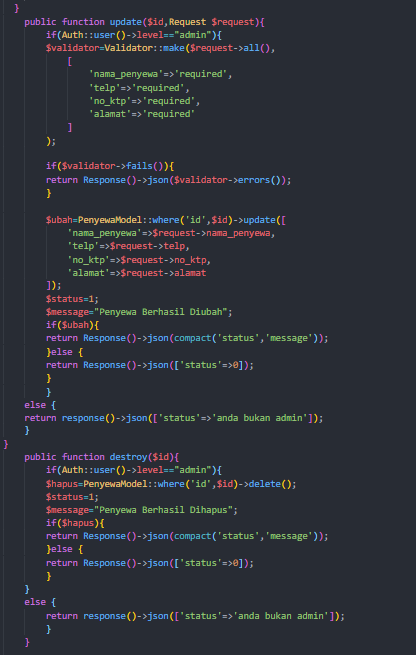 }
public function update($id,Request $request){
if(Auth::user()->level=="admin"){
$validator=Validator::make($request->all(),
[
'nama_penyewa'=>'required',
'telp'=>'required',
'no_ktp'=>'required',
'alamat'=>'required'
]
);
if($validator->fails()){
return Response()->json($validator->errors());
}
$ubah=PenyewaModel::where('id',$id)->update([
'nama_penyewa'=>$request->nama_penyewa,
'telp'=>$request->telp,
'no_ktp'=>$request->no_ktp,
'alamat'=>$request->alamat
]);
$status=1;
$message="Penyewa Berhasil Diubah";
if($ubah){
return Response()->json(compact('status','message'));
}else {
return Response()->json(['status'=>0]);
}
}
else {
return response()->json(['status'=>'anda bukan admin']);
}
}
public function destroy($id){
if(Auth::user()->level=="admin"){
$hapus=PenyewaModel::where('id',$id)->delete();
$status=1;
$message="Penyewa Berhasil Dihapus";
if($hapus){
return Response()->json(compact('status','message'));
}else {
return Response()->json(['status'=>0]);
}
}
else {
return response()->json(['status'=>'anda bukan admin']);
}
}